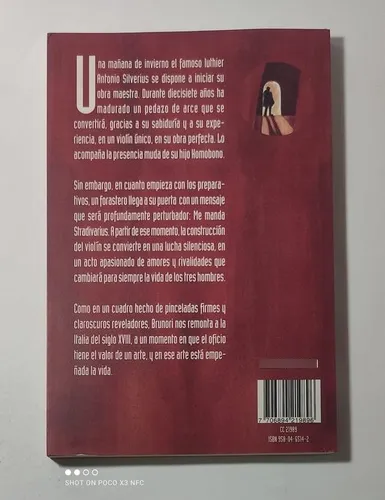 Una mañana de invierno el famoso luthier
Antonio Silverius se dispone a iniciar su
obra maestra. Durante diecisiete años ha
madurado un pedazo de arce que se
convertirá, gracias a su sabiduría y a su expe-
riencia, en un violín único, en su obra perfecta. Lo
acompaña la presencia muda de su hijo Homobono.
Sin embargo, en cuanto empieza con los prepara-
tivos, un forastero llega a su puerta con un mensaje
que será profundamente perturbador: Me manda
Stradivarius. A partir de ese momento, la construcción
del violín se convierte en una lucha silenciosa, en
un acto apasionado de amores y rivalidades que
cambiará para siempre la vida de los tres hombres.
Como en un cuadro hecho de pinceladas firmes y
claroscuros reveladores, Brunori nos remonta a la
Italia del siglo XVIII, a un momento en que el oficio
tiene el valor de un arte, y en ese arte está empe-
ñada la vida.
7 706894 219894
CC 21989
ISBN 958-04-6514-2
SHOT ON POCO X3 NFC